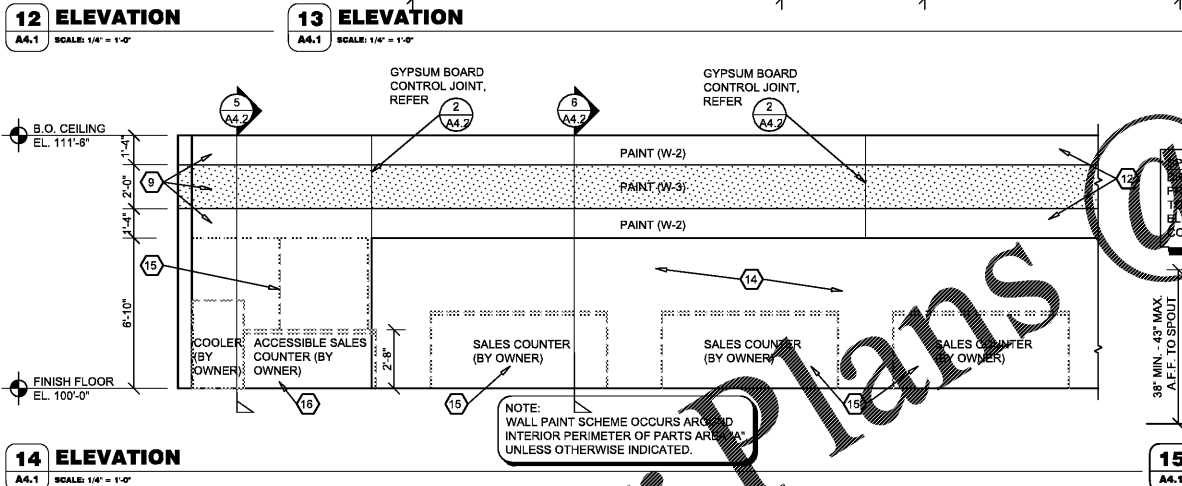 12 ELEVATION
A4.1 SCALE: 1/4" = 1'-0"
13 ELEVATION
A4.1 SCALE: 1/4" = 1'-0"
GYPSUM BOARD
CONTROL JOINT,
REFER
2
A4.2
GYPSUM BOARD
CONTROL JOINT,
REFER
2
A4.2
5
A4.2
6
A4.2
B.O. CEILING
EL. 111'-6"
1'-4"
2'-0"
1'-4"
6'-10"
9
PAINT (W-2)
PAINT (W-3)
PAINT (W-2)
12
15
14
COOLER
(BY
OWNER)
ACCESSIBLE SALES
COUNTER (BY
OWNER)
2'-8"
SALES COUNTER
(BY OWNER)
SALES COUNTER
(BY OWNER)
SALES COUNTER
(BY OWNER)
FINISH FLOOR
EL. 100'-0"
16
15
15
38" MIN. - 43" MAX.
A.F.F. TO SPOUT
NOTE:
WALL PAINT SCHEME OCCURS AROUND
INTERIOR PERIMETER OF PARTS AREA "A"
UNLESS OTHERWISE INDICATED.
Plans
@
14 ELEVATION
A4.1 SCALE: 1/4" = 1'-0"
15
A4.1